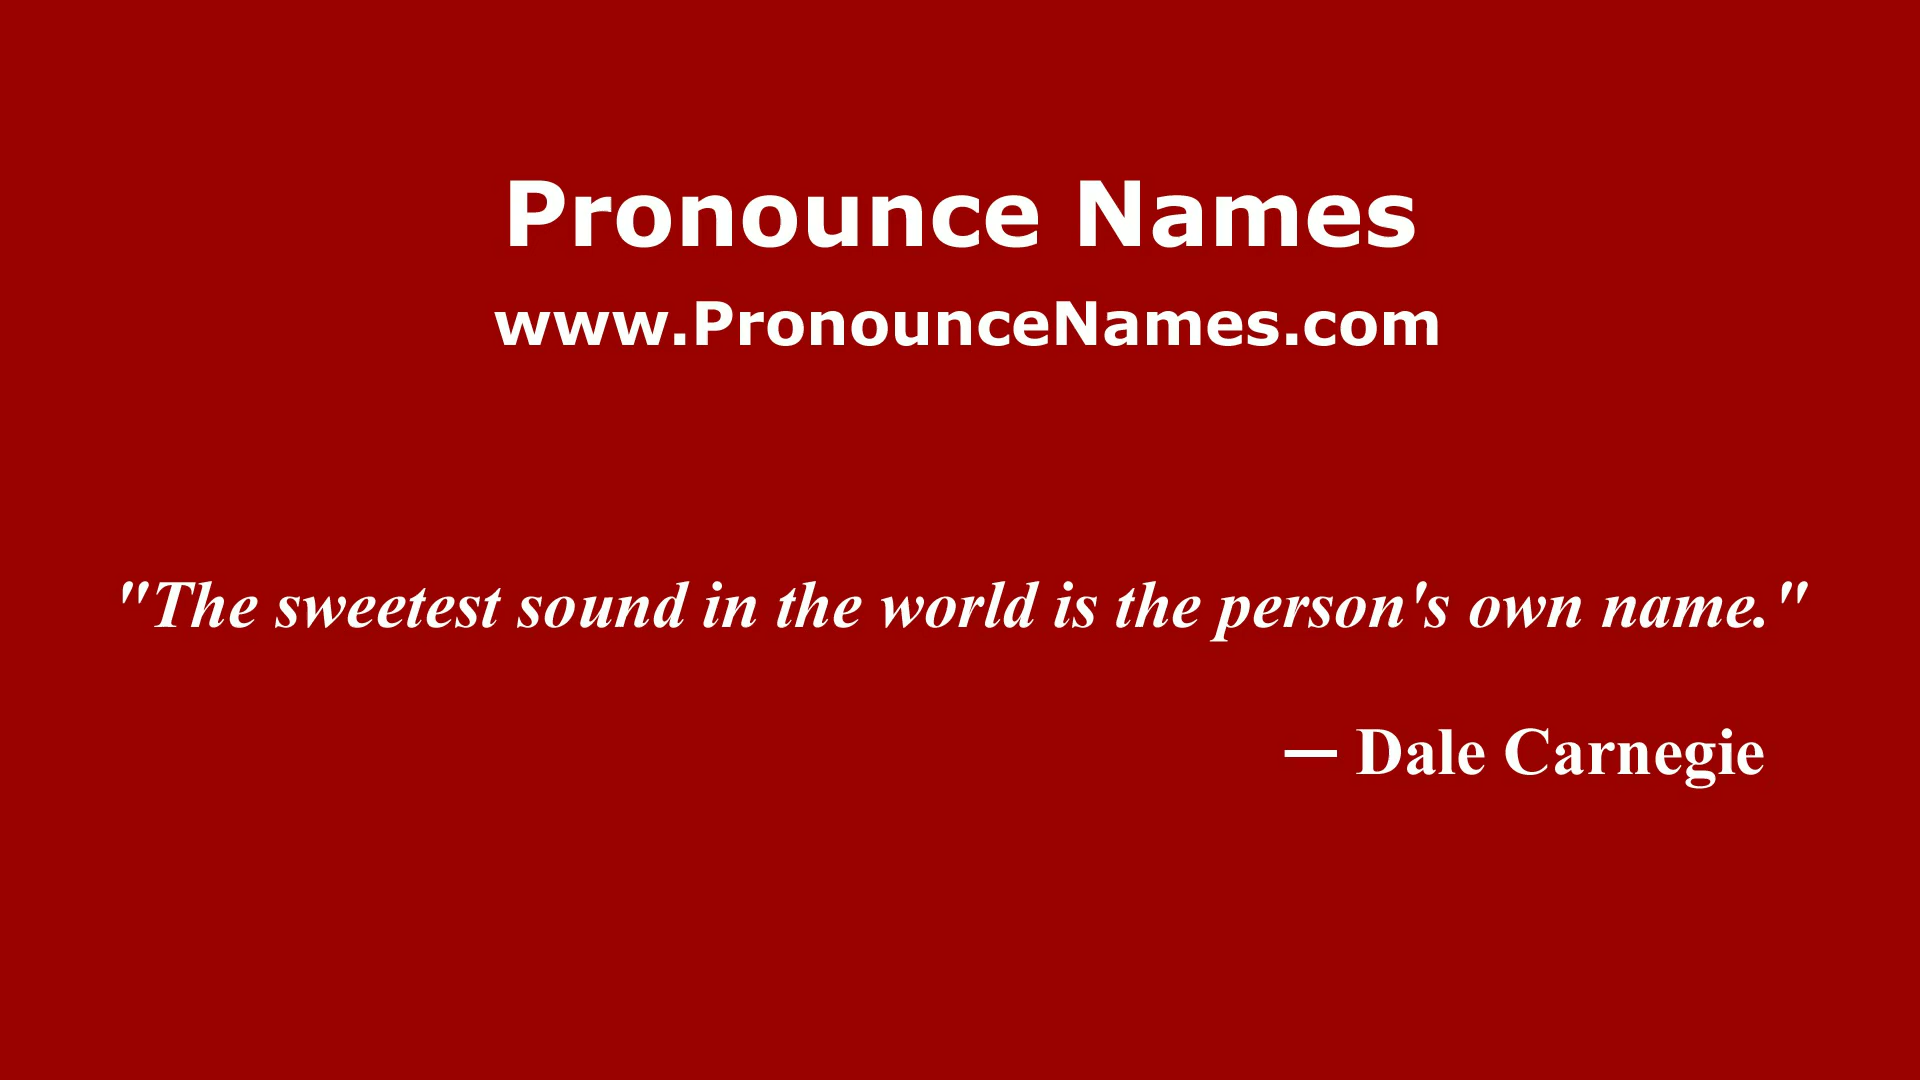 Pronounce Names
www.PronounceNames.com
"The sweetest sound in the world is the person's own name."
— Dale Carnegie